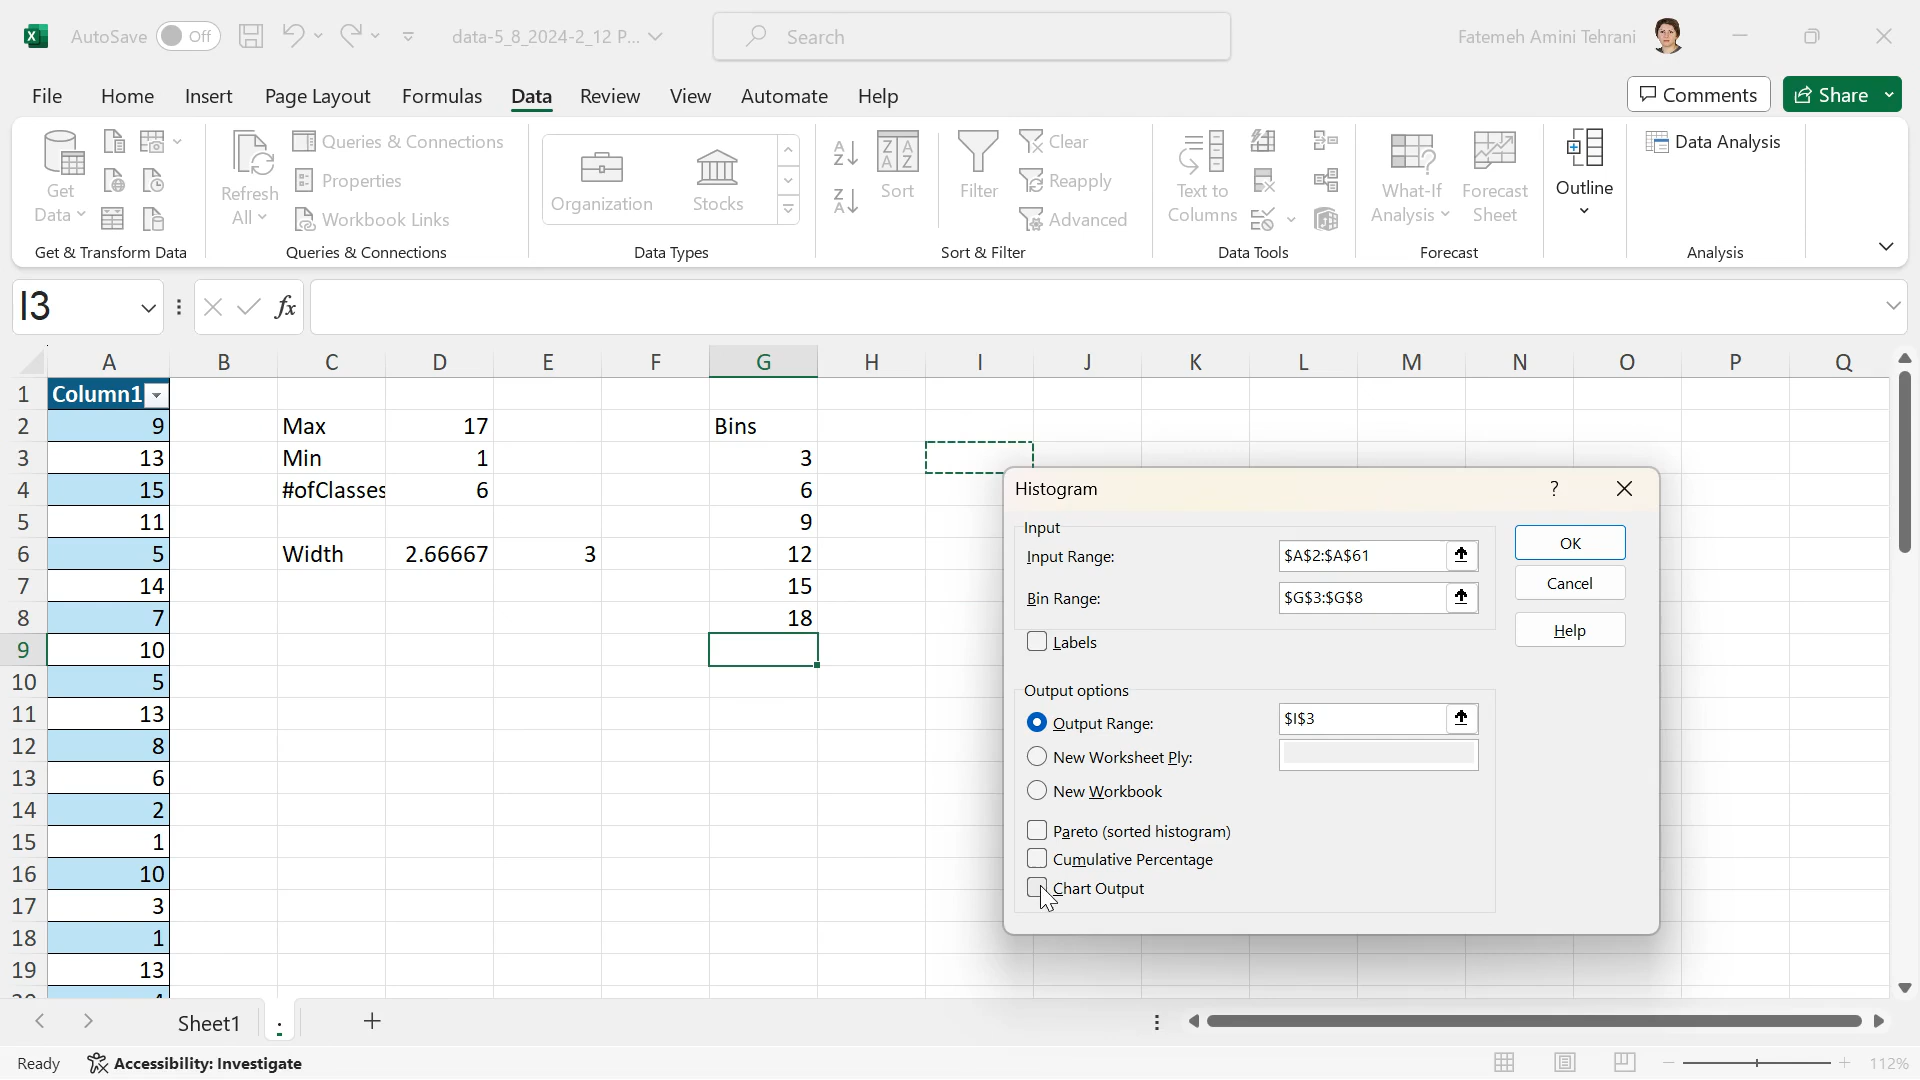 AutoSave Off data-5_8_2024-2_12 P... Search Fatemeh Amini Tehrani
File Home Insert Page Layout Formulas Data Review View Automate Help Comments Share
Get Data
Refresh All
Queries & Connections
Properties
Workbook Links
Organization Stocks
Sort
Filter
Clear
Reapply
Advanced
Text to Columns
What-If Analysis
Forecast Sheet
Outline
Data Analysis
Get & Transform Data Queries & Connections Data Types Sort & Filter Data Tools Forecast Analysis
I3 fx
A B C D E F G H I J K L M N O P Q
1 Column1
2 9 Max 17 Bins
3 13 Min 1 3
4 15 #ofClasses 6 6
5 11 9
6 5 Width 2.66667 3 12
7 14 15
8 7 18
9 10
10 5
11 13
12 8
13 6
14 2
15 1
16 10
17 3
18 1
19 13
Histogram ?
Input
Input Range: $A$2:$A$61
Bin Range: $G$3:$G$8
Labels
OK
Cancel
Help
Output options
Output Range: $I$3
New Worksheet Ply:
New Workbook
Pareto (sorted histogram)
Cumulative Percentage
Chart Output
Sheet1 .
Ready Accessibility: Investigate 112%